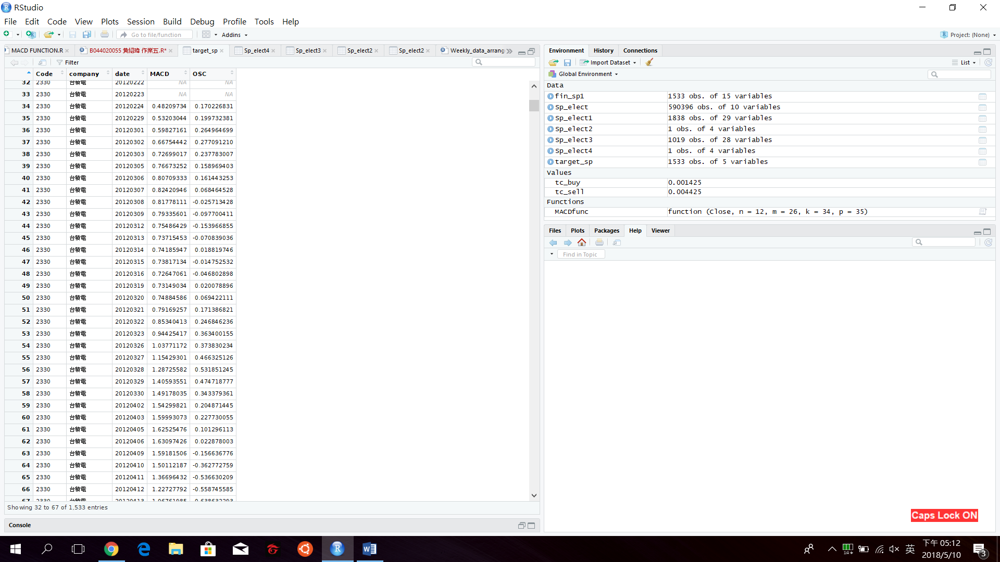 RStudio
File Edit Code View Plots Session Build Debug Profile Tools Help
Go to file/function Addins Project: (None)
MACD FUNCTION.R B044020055 黃紹瑋 作業五.R* target_sp Sp_elect4 Sp_elect3 Sp_elect2 Sp_elect2 Weekly_data_arrang
Filter
Code company date MACD OSC
32 2330 台積電 20120222 NA NA
33 2330 台積電 20120223 NA NA
34 2330 台積電 20120224 0.48209734 0.170226831
35 2330 台積電 20120229 0.53203044 0.199732381
36 2330 台積電 20120301 0.59827161 0.264964699
37 2330 台積電 20120302 0.66754442 0.277091210
38 2330 台積電 20120303 0.72699017 0.237783007
39 2330 台積電 20120305 0.76673252 0.158969403
40 2330 台積電 20120306 0.80709333 0.161443253
41 2330 台積電 20120307 0.82420946 0.068464528
42 2330 台積電 20120308 0.81778111 -0.025713428
43 2330 台積電 20120309 0.79335601 -0.097700411
44 2330 台積電 20120312 0.75486429 -0.153966855
45 2330 台積電 20120313 0.73715453 -0.070839036
46 2330 台積電 20120314 0.74185947 0.018819746
47 2330 台積電 20120315 0.73817134 -0.014752532
48 2330 台積電 20120316 0.72647061 -0.046802898
49 2330 台積電 20120319 0.73149034 0.020078896
50 2330 台積電 20120320 0.74884586 0.069422111
51 2330 台積電 20120321 0.79169257 0.171386821
52 2330 台積電 20120322 0.85340413 0.246846236
53 2330 台積電 20120323 0.94425417 0.363400155
54 2330 台積電 20120326 1.03771172 0.373830234
55 2330 台積電 20120327 1.15429301 0.466325126
56 2330 台積電 20120328 1.28725582 0.531851245
57 2330 台積電 20120329 1.40593551 0.474718777
58 2330 台積電 20120330 1.49178035 0.343379361
59 2330 台積電 20120402 1.54299821 0.204871445
60 2330 台積電 20120403 1.59993073 0.227730055
61 2330 台積電 20120405 1.62525476 0.101296113
62 2330 台積電 20120406 1.63097426 0.022878003
63 2330 台積電 20120409 1.59181506 -0.156636776
64 2330 台積電 20120410 1.50112187 -0.362772759
65 2330 台積電 20120411 1.36696432 -0.536630209
66 2330 台積電 20120412 1.22727792 -0.558745585
Showing 32 to 67 of 1,533 entries
Console
Environment History Connections
Import Dataset List
Global Environment
Data
fin_sp1 1533 obs. of 15 variables
Sp_elect 590396 obs. of 10 variables
Sp_elect1 1838 obs. of 29 variables
Sp_elect2 1 obs. of 4 variables
Sp_elect3 1019 obs. of 28 variables
Sp_elect4 1 obs. of 4 variables
target_sp 1533 obs. of 5 variables
Values
tc_buy 0.001425
tc_sell 0.004425
Functions
MACDfunc function (Close, n = 12, m = 26, k = 34, p = 35)
Files Plots Packages Help Viewer
Find in Topic
Caps Lock ON
英 下午 05:12
2018/5/10 3